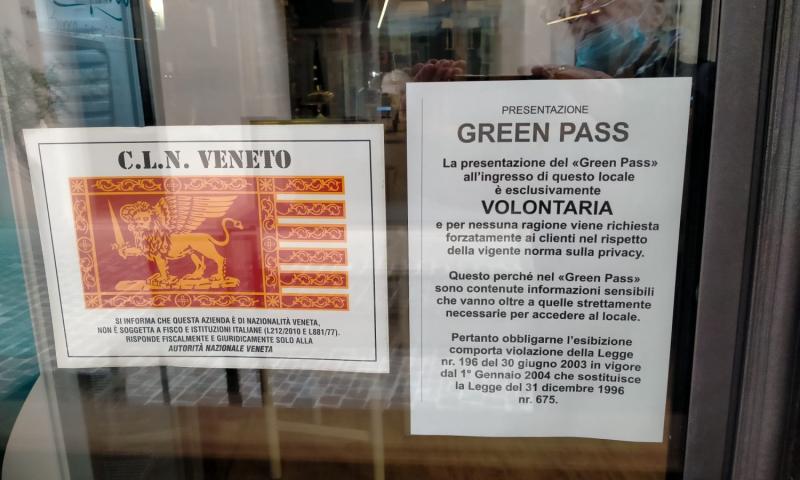 C.L.N. VENETO
SI INFORMA CHE QUESTA AZIENDA È DI NAZIONALITÀ VENETA,
NON È SOGGETTA A FISCO E ISTITUZIONI ITALIANE (L212/2010 E L881/77).
RISPONDE FISCALMENTE E GIURIDICAMENTE SOLO ALLA
AUTORITÀ NAZIONALE VENETA
PRESENTAZIONE
GREEN PASS
La presentazione del «Green Pass»
all'ingresso di questo locale
è esclusivamente
VOLONTARIA
e per nessuna ragione viene richiesta
forzatamente ai clienti nel rispetto
della vigente norma sulla privacy.
Questo perché nel «Green Pass»
sono contenute informazioni sensibili
che vanno oltre a quelle strettamente
necessarie per accedere al locale.
Pertanto obbligarne l'esibizione
comporta violazione della Legge
nr. 196 del 30 giugno 2003 in vigore
dal 1° Gennaio 2004 che sostituisce
la Legge del 31 dicembre 1996
nr. 675.